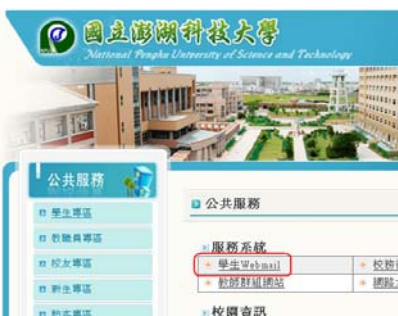 國立澎湖科技大學
National Penghu University of Science and Technology
公共服務
學生專區
教職員專區
校友專區
新生專區
公共服務
服務系統
學生Webmail
校務
教師群組網站
網路
校園資訊